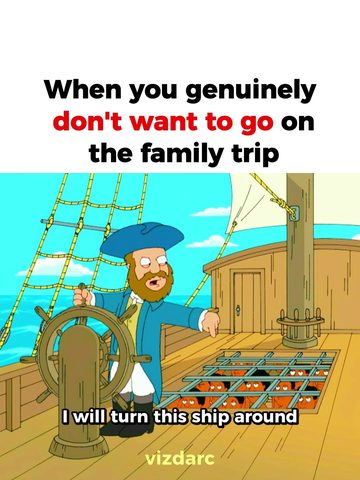 When you genuinely
don't want to go on
the family trip
I will turn this ship around
vizdarc